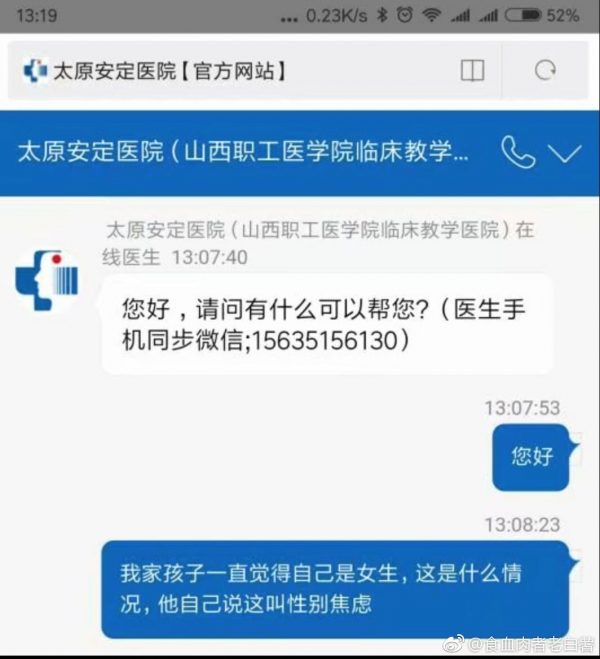 13:19 ... 0.23K/s 52%
太原安定医院【官方网站】
太原安定医院（山西职工医学院临床教学...
太原安定医院（山西职工医学院临床教学医院）在
线医生 13:07:40
您好，请问有什么可以帮您?（医生手
机同步微信;15635156130）
13:07:53
您好
13:08:23
我家孩子一直觉得自己是女生，这是什么情
况，他自己说这叫性别焦虑
@食血肉者老白薯